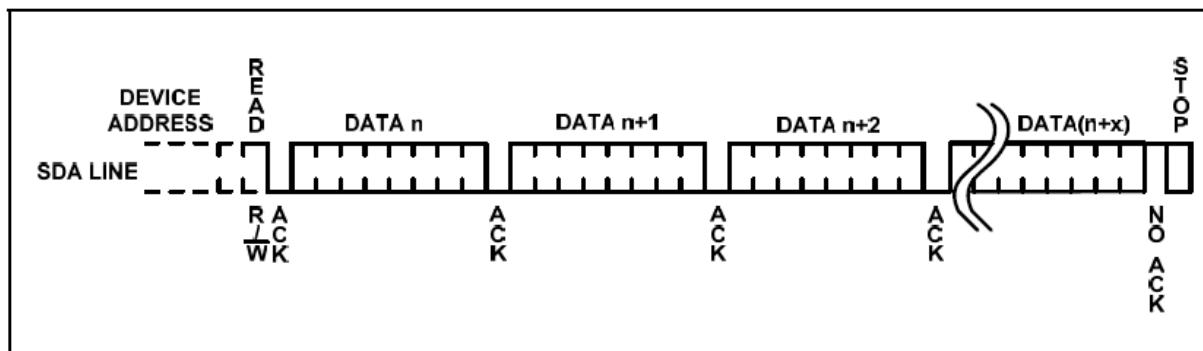 READ
STOP
DEVICE
ADDRESS
DATA n
DATA n+1
DATA n+2
DATA(n+x)
SDA LINE
R/W
ACK
ACK
ACK
ACK
NO ACK